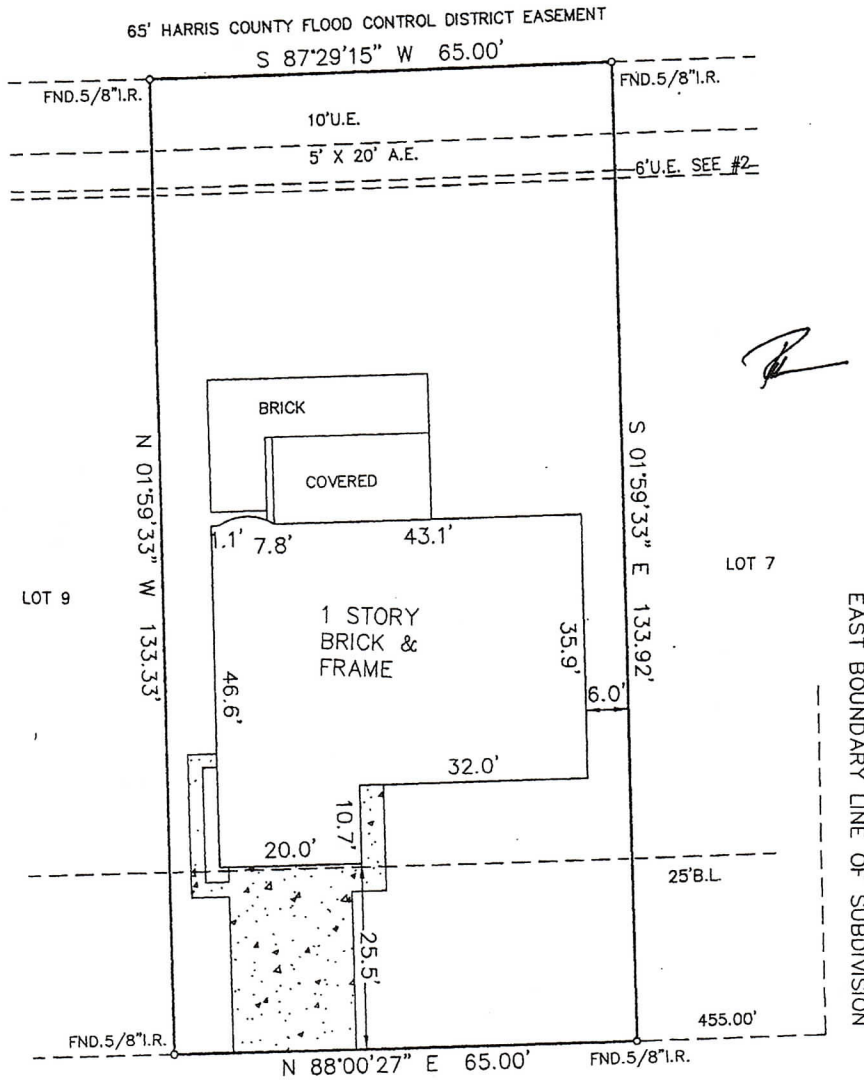 65' HARRIS COUNTY FLOOD CONTROL DISTRICT EASEMENT
S 87°29'15" W 65.00'
FND.5/8"I.R.
FND.5/8"I.R.
10'U.E.
5' X 20' A.E.
6'U.E. SEE #2
BRICK
COVERED
N 01°59'33" W 133.33'
S 01°59'33" E 133.92'
1.1'
7.8'
43.1'
LOT 9
LOT 7
1 STORY
BRICK &
FRAME
46.6'
35.9'
6.0'
32.0'
10.7'
20.0'
25'B.L.
25.5'
EAST BOUNDARY LINE OF SUBDIVISION
455.00'
FND.5/8"I.R.
N 88°00'27" E 65.00'
FND.5/8"I.R.